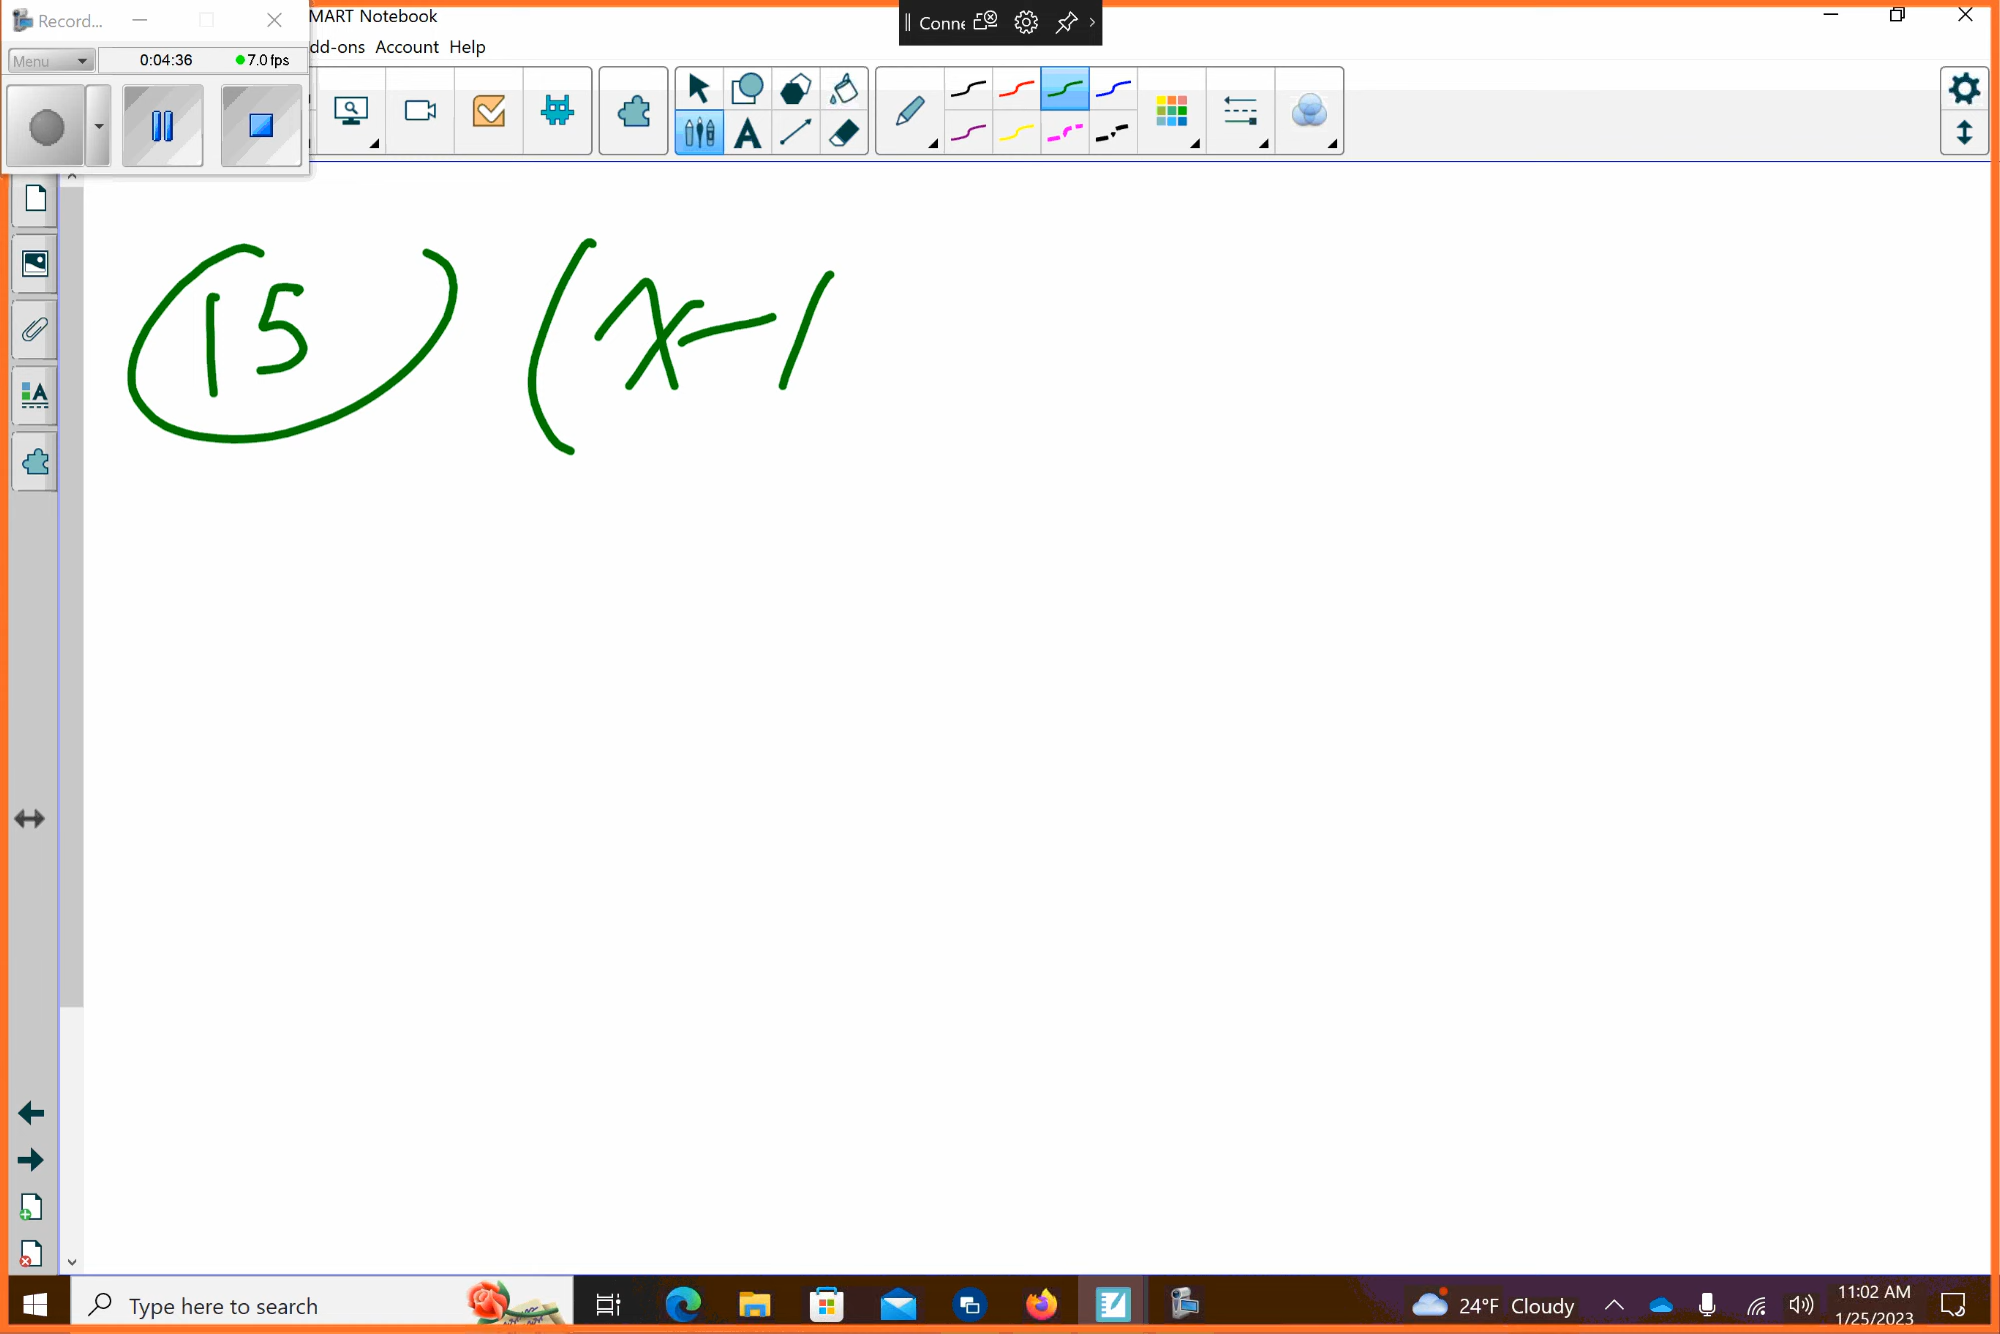 Record...
MART Notebook
Conne
dd-ons Account Help
Menu
0:04:36
7.0 fps
15 (x-1
Type here to search
24°F Cloudy
11:02 AM
1/25/2023